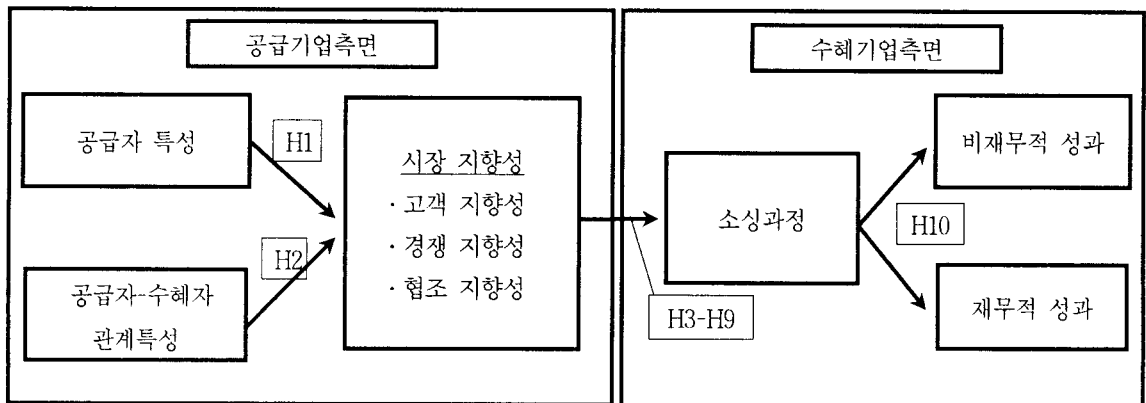 공급기업측면
공급자 특성
H1
H2
공급자-수혜자
관계특성
시장 지향성
· 고객 지향성
· 경쟁 지향성
· 협조 지향성
H3-H9
수혜기업측면
소싱과정
H10
비재무적 성과
재무적 성과